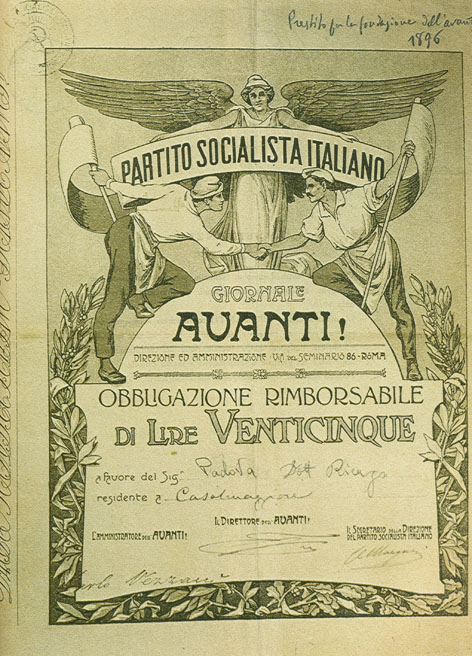 Prestito per la fondazione dell'avanti
1896
PARTITO SOCIALISTA ITALIANO
GIORNALE
AVANTI!
DIREZIONE ED AMMINISTRAZIONE VIA DEL SEMINARIO 86-ROMA
OBBLIGAZIONE RIMBORSABILE
DI LIRE VENTICINQUE
a favore del Sig. Padova Dott
residente a
IL DIRETTORE DELL'AVANTI!
L'AMMINISTRATORE DELL'AVANTI!
IL SEGRETARIO DELLA DIREZIONE
DEL PARTITO SOCIALISTA ITALIANO